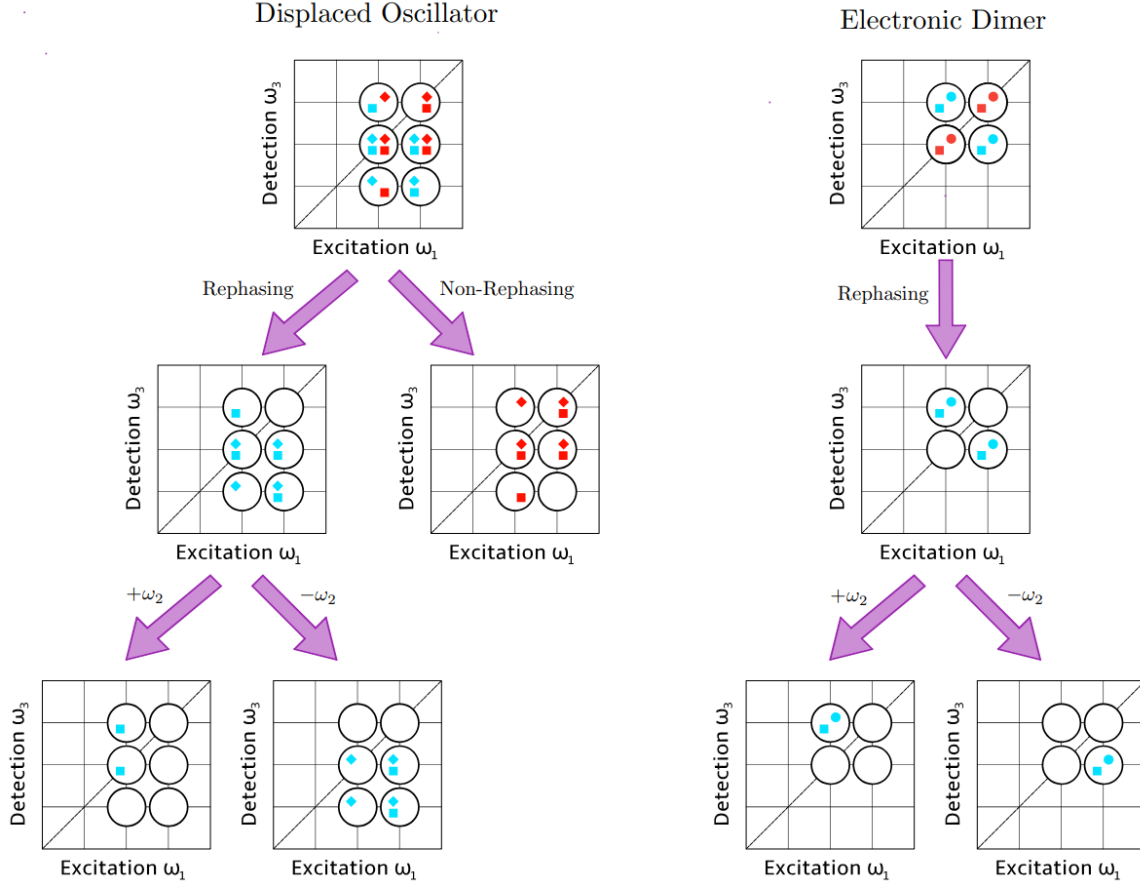 Displaced Oscillator
Electronic Dimer
Detection ω₃
Excitation ω₁
Detection ω₃
Excitation ω₁
Rephasing
Non-Rephasing
Rephasing
Detection ω₃
Excitation ω₁
Detection ω₃
Excitation ω₁
Detection ω₃
Excitation ω₁
+ω₂
−ω₂
+ω₂
−ω₂
Detection ω₃
Excitation ω₁
Detection ω₃
Excitation ω₁
Detection ω₃
Excitation ω₁
Detection ω₃
Excitation ω₁